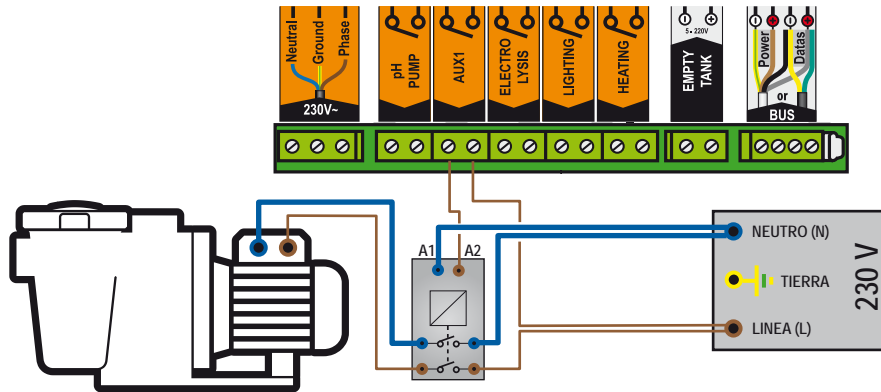 Neutral
Ground
Phase
230V~
pH
PUMP
AUX1
ELECTRO
LYSIS
LIGHTING
HEATING
5 - 220V
EMPTY
TANK
Power
Datas
or
BUS
A1
A2
NEUTRO (N)
TIERRA
LINEA (L)
230 V